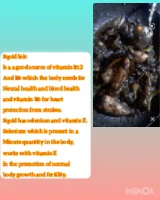 Squid Ink:
Is a a good source of vitamin B12
And B6 which the body needs for
Neural health and blood health
and vitamin B6 for heart
protection from strokes.
Squid has selenium and vitamin E.
Selenium which is present in a
Minute quantity in the body,
works with vitamin E
In the promotion of normal
body growth and fertility.